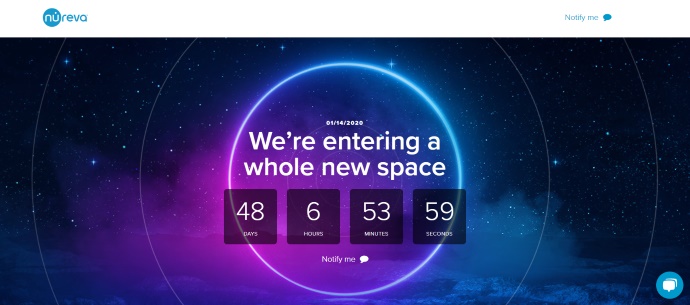 nureva
Notify me
01/14/2020
We're entering a
whole new space
48 6 53 59
DAYS HOURS MINUTES SECONDS
Notify me